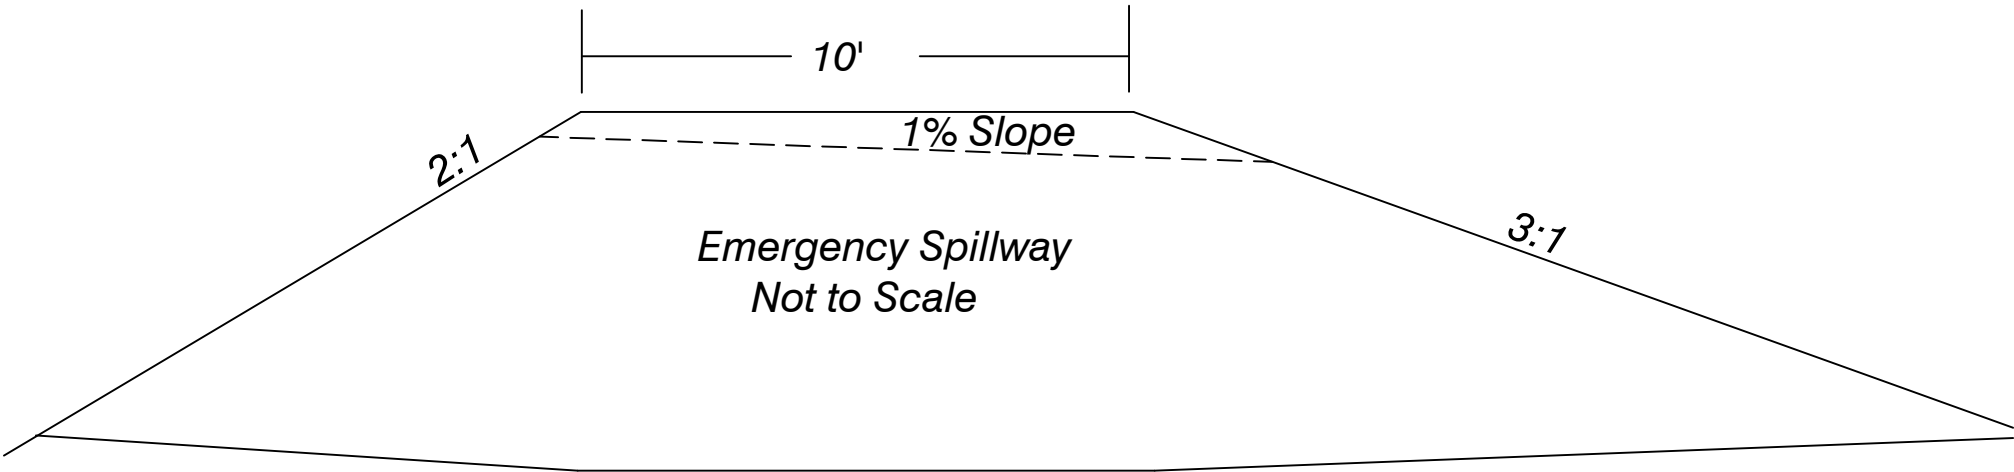 10'
1% Slope
2:1
3:1
Emergency Spillway
Not to Scale